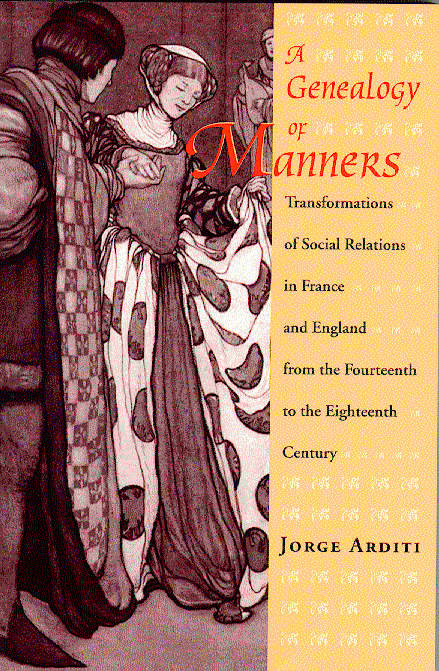 A
Genealogy
of
Manners
Transformations
of Social Relations
in France
and England
from the Fourteenth
to the Eighteenth
Century
Jorge Arditi